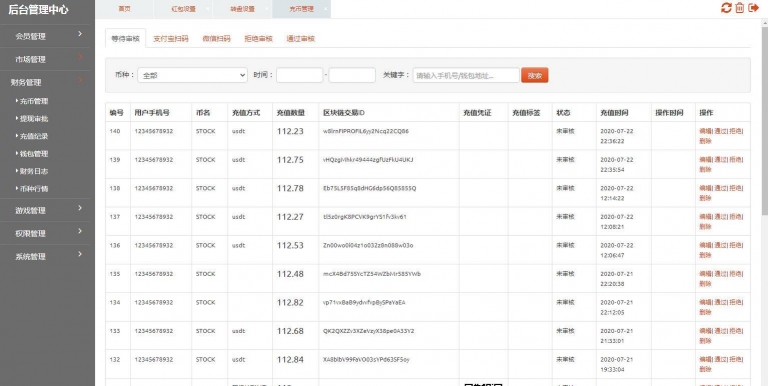 后台管理中心
首页 红包设置 转盘设置 充币管理
会员管理
市场管理
财务管理
充币管理
提现审批
充值纪录
钱包管理
财务日志
币种行情
游戏管理
权限管理
系统管理
等待审核 支付宝扫码 微信扫码 拒绝审核 通过审核
币种： 全部 时间： - 关键字： 请输入手机号/钱包地址... 搜索
编号 用户手机号 币名 充值方式 充值数量 区块链交易ID 充值凭证 充值标签 状态 充值时间 操作时间 操作
140 12345678932 STOCK usdt 112.23 未审核 2020-07-22 编辑| 通过| 拒绝|
22:36:22 删除
139 12345678932 STOCK usdt 112.75 未审核 2020-07-22 编辑| 通过| 拒绝|
22:35:54 删除
138 12345678932 STOCK usdt 112.78 未审核 2020-07-22 编辑| 通过| 拒绝|
12:14:22 删除
137 12345678932 STOCK usdt 112.27 未审核 2020-07-22 编辑| 通过| 拒绝|
12:08:21 删除
136 12345678932 STOCK usdt 112.53 未审核 2020-07-22 编辑| 通过| 拒绝|
12:06:47 删除
135 12345678932 STOCK 112.48 未审核 2020-07-21 编辑| 通过| 拒绝|
22:20:38 删除
134 12345678932 STOCK 112.82 未审核 2020-07-21 编辑| 通过| 拒绝|
22:12:05 删除
133 12345678932 STOCK usdt 112.68 未审核 2020-07-21 编辑| 通过| 拒绝|
21:33:01 删除
132 12345678932 STOCK usdt 112.84 未审核 2020-07-21 编辑| 通过| 拒绝|
19:33:04 删除